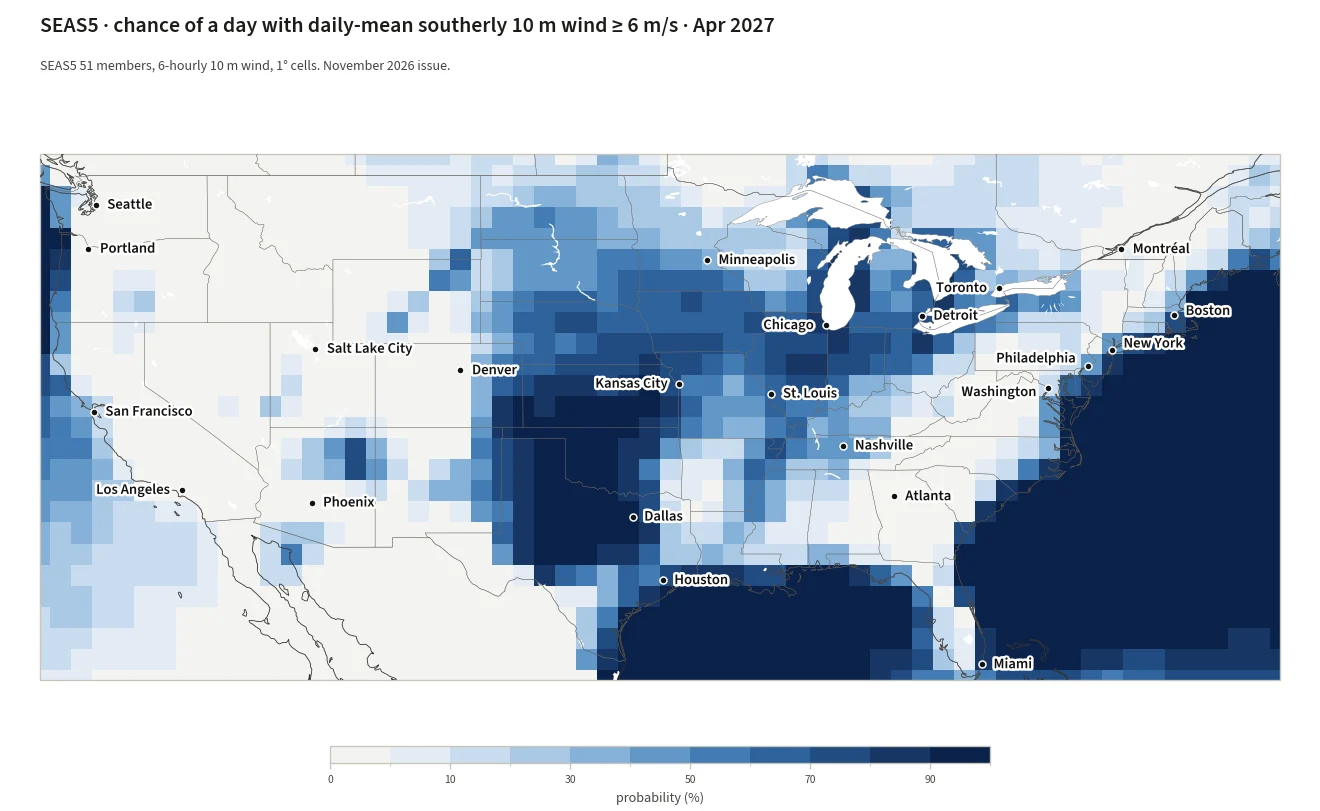 SEAS5 · chance of a day with daily-mean southerly 10 m wind ≥ 6 m/s · Apr 2027
SEAS5 51 members, 6-hourly 10 m wind, 1° cells. November 2026 issue.
Seattle
Portland
Montréal
Minneapolis
Toronto
Boston
Detroit
Chicago
New York
Salt Lake City
Philadelphia
Denver
Kansas City
Washington
St. Louis
San Francisco
Nashville
Los Angeles
Atlanta
Phoenix
Dallas
Houston
Miami
0 10 30 50 70 90
probability (%)